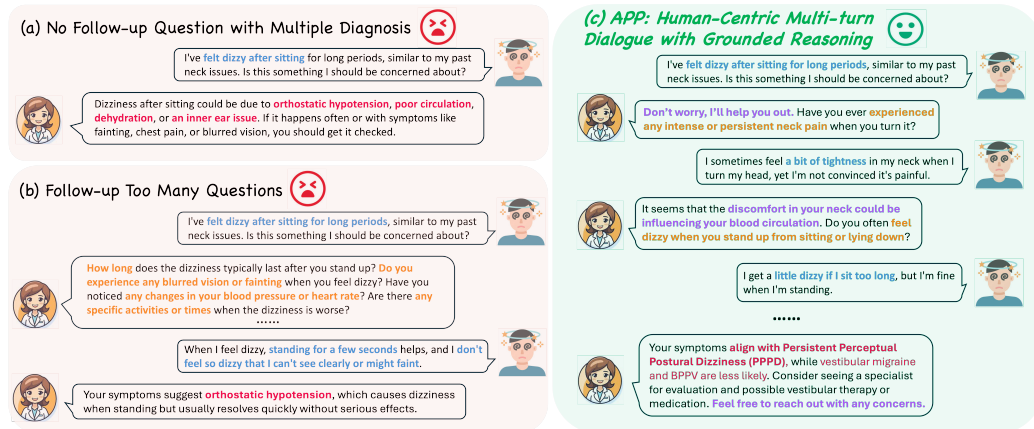 (a) No Follow-up Question with Multiple Diagnosis
I've felt dizzy after sitting for long periods, similar to my past
neck issues. Is this something I should be concerned about?
Dizziness after sitting could be due to orthostatic hypotension, poor circulation,
dehydration, or an inner ear issue. If it happens often or with symptoms like
fainting, chest pain, or blurred vision, you should get it checked.
(b) Follow-up Too Many Questions
I've felt dizzy after sitting for long periods, similar to my past
neck issues. Is this something I should be concerned about?
How long does the dizziness typically last after you stand up? Do you
experience any blurred vision or fainting when you feel dizzy? Have you
noticed any changes in your blood pressure or heart rate? Are there any
specific activities or times when the dizziness is worse?
......
When I feel dizzy, standing for a few seconds helps, and I don't
feel so dizzy that I can't see clearly or might faint.
Your symptoms suggest orthostatic hypotension, which causes dizziness
when standing but usually resolves quickly without serious effects.
(c) APP: Human-Centric Multi-turn
Dialogue with Grounded Reasoning
I've felt dizzy after sitting for long periods, similar to my past
neck issues. Is this something I should be concerned about?
Don't worry, I'll help you out. Have you ever experienced
any intense or persistent neck pain when you turn it?
I sometimes feel a bit of tightness in my neck when I
turn my head, yet I'm not convinced it's painful.
It seems that the discomfort in your neck could be
influencing your blood circulation. Do you often feel
dizzy when you stand up from sitting or lying down?
I get a little dizzy if I sit too long, but I'm fine
when I'm standing.
......
Your symptoms align with Persistent Perceptual
Postural Dizziness (PPPD), while vestibular migraine
and BPPV are less likely. Consider seeing a specialist
for evaluation and possible vestibular therapy or
medication. Feel free to reach out with any concerns.